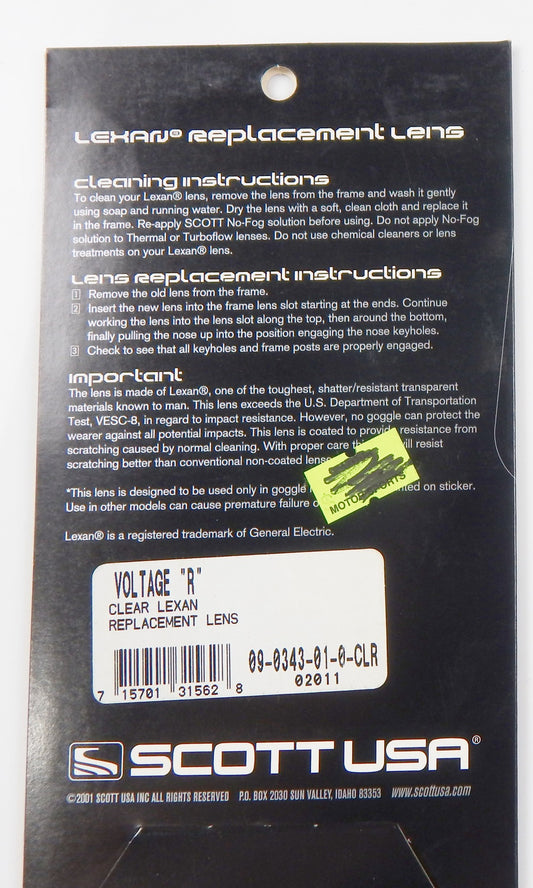 LEXAN® Replacement Lens
cleaning instructions
To clean your Lexan® lens, remove the lens from the frame and wash it gently
using soap and running water. Dry the lens with a soft, clean cloth and replace it
in the frame. Re-apply SCOTT No-Fog solution before using. Do not apply No-Fog
solution to Thermal or Turboflow lenses. Do not use chemical cleaners or lens
treatments on your Lexan® lens.
Lens Replacement Instructions
1 Remove the old lens from the frame.
2 Insert the new lens into the frame lens slot starting at the ends. Continue
working the lens into the lens slot along the top, then around the bottom,
finally pulling the nose up into the position engaging the nose keyholes.
3 Check to see that all keyholes and frame posts are properly engaged.
Important
The lens is made of Lexan®, one of the toughest, shatter/resistant transparent
materials known to man. This lens exceeds the U.S. Department of Transportation
Test, VESC-8, in regard to impact resistance. However, no goggle can protect the
wearer against all potential impacts. This lens is coated to provide resistance from
scratching caused by normal cleaning. With proper care will resist
scratching better than conventional non-coated
*This lens is designed to be used only in goggle on sticker.
Use in other models can cause premature failure
MOTORSPORTS
Lexan® is a registered trademark of General Electric.
VOLTAGE "R"
CLEAR LEXAN
REPLACEMENT LENS
09-0343-01-0-CLR
02011
7 15701 31562 8
SCOTT USA®
©2001 SCOTT USA INC ALL RIGHTS RESERVED P.O. BOX 2030 SUN VALLEY, IDAHO 83353 www.scottusa.com